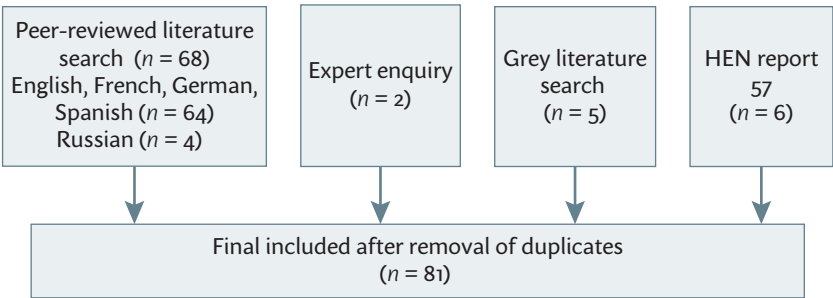 Peer-reviewed literature
search (n = 68)
English, French, German,
Spanish (n = 64)
Russian (n = 4)
Expert enquiry
(n = 2)
Grey literature
search
(n = 5)
HEN report
57
(n = 6)
Final included after removal of duplicates
(n = 81)